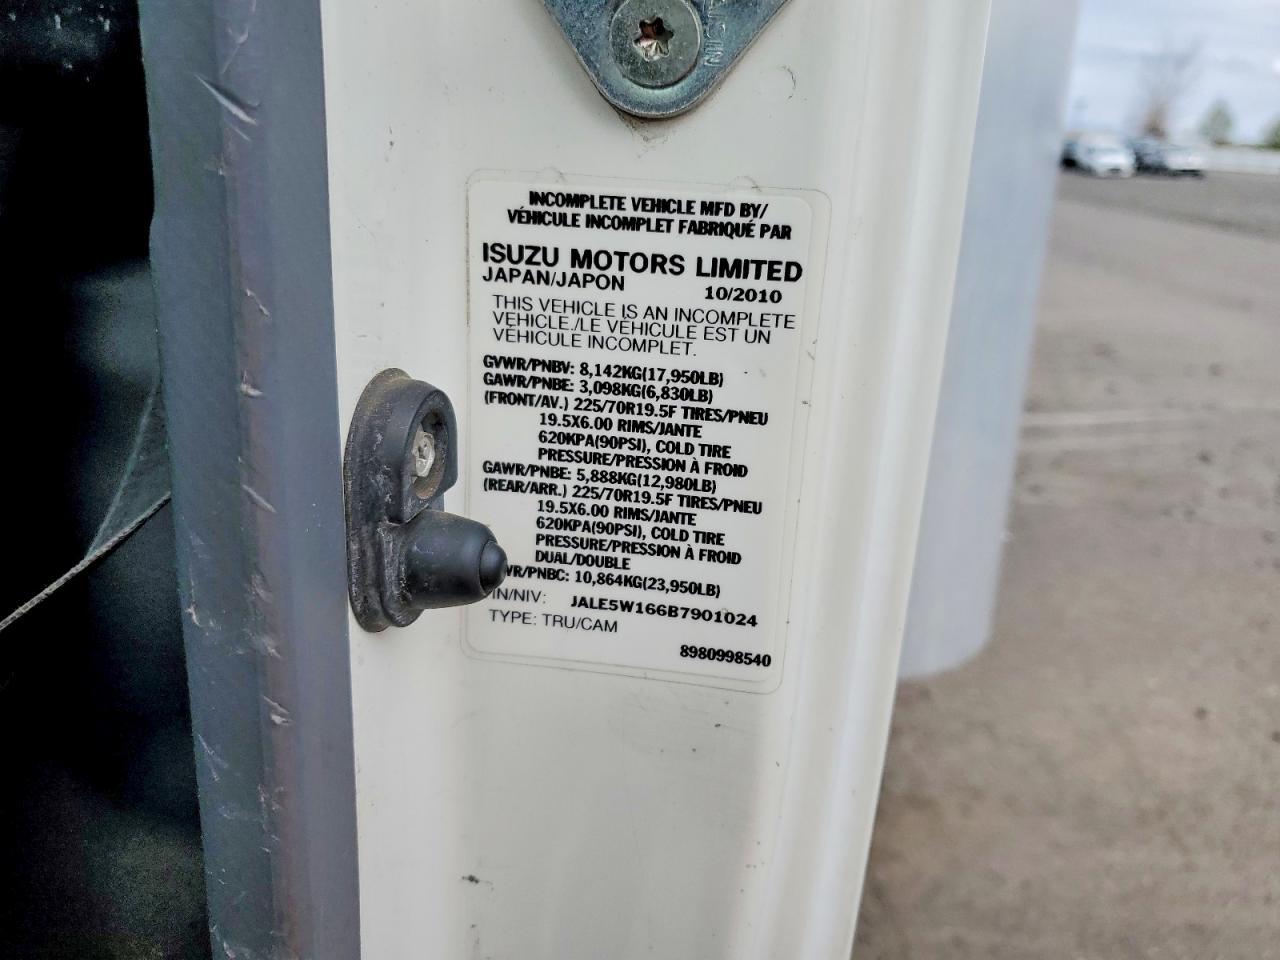 INCOMPLETE VEHICLE MFD BY/
VÉHICULE INCOMPLET FABRIQUÉ PAR
ISUZU MOTORS LIMITED
JAPAN/JAPON 10/2010
THIS VEHICLE IS AN INCOMPLETE
VEHICLE./LE VÉHICULE EST UN
VÉHICULE INCOMPLET.
GVWR/PNBV: 8,142KG(17,950LB)
GAWR/PNBE: 3,098KG(6,830LB)
(FRONT/AV.) 225/70R19.5F TIRES/PNEU
19.5X6.00 RIMS/JANTE
620KPA(90PSI), COLD TIRE
PRESSURE/PRESSION À FROID
GAWR/PNBE: 5,888KG(12,980LB)
(REAR/ARR.) 225/70R19.5F TIRES/PNEU
19.5X6.00 RIMS/JANTE
620KPA(90PSI), COLD TIRE
PRESSURE/PRESSION À FROID
DUAL/DOUBLE
WR/PNBC: 10,864KG(23,950LB)
IN/NIV: JALE5W166B7901024
TYPE: TRU/CAM
8980998540